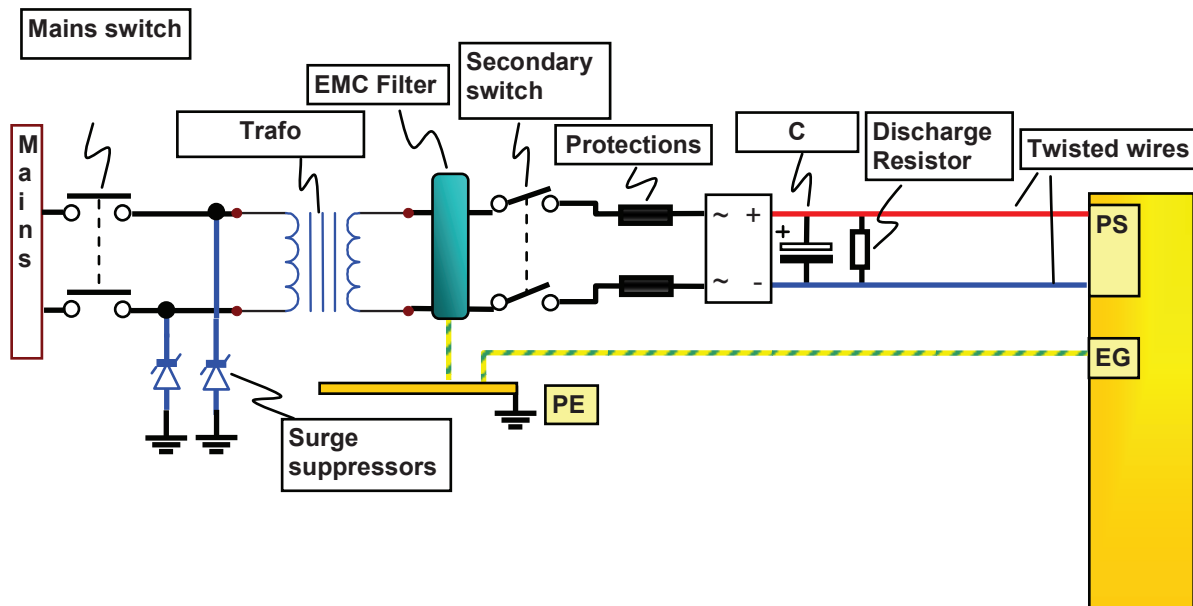 Mains switch
EMC Filter
Secondary
switch
Trafo
Protections
C
Discharge
Resistor
Twisted wires
M
a
i
n
s
~ +
+
~ -
PS
EG
PE
Surge
suppressors